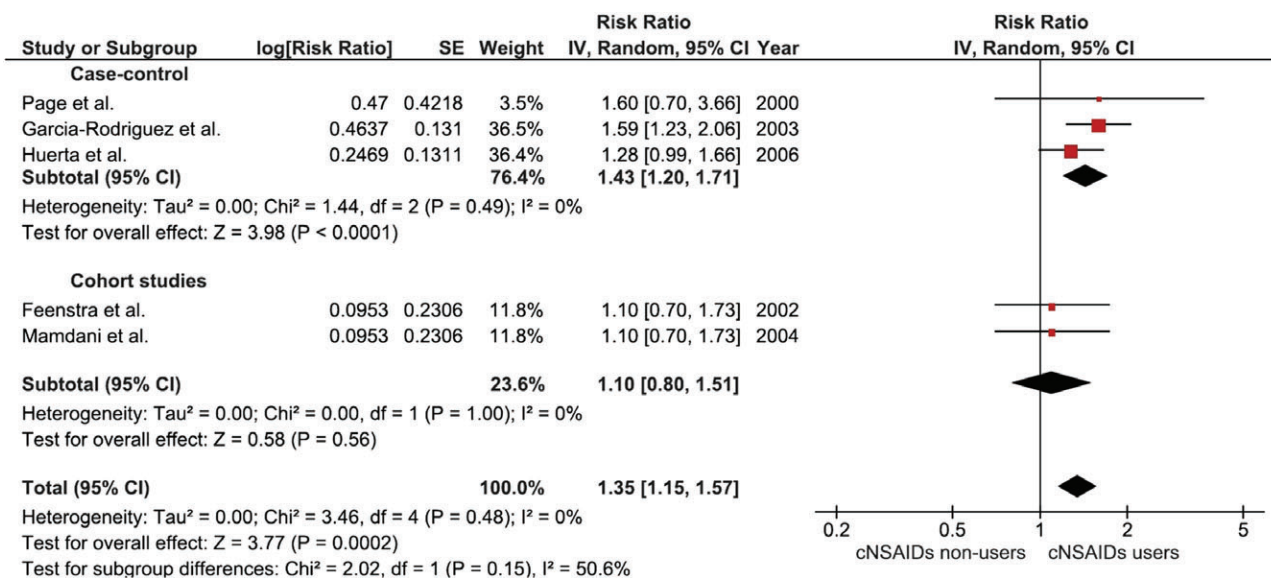 Risk Ratio Risk Ratio
Study or Subgroup log[Risk Ratio] SE Weight IV, Random, 95% CI Year IV, Random, 95% CI
Case-control
Page et al. 0.47 0.4218 3.5% 1.60 [0.70, 3.66] 2000
Garcia-Rodriguez et al. 0.4637 0.131 36.5% 1.59 [1.23, 2.06] 2003
Huerta et al. 0.2469 0.1311 36.4% 1.28 [0.99, 1.66] 2006
Subtotal (95% CI) 76.4% 1.43 [1.20, 1.71]
Heterogeneity: Tau² = 0.00; Chi² = 1.44, df = 2 (P = 0.49); I² = 0%
Test for overall effect: Z = 3.98 (P < 0.0001)
Cohort studies
Feenstra et al. 0.0953 0.2306 11.8% 1.10 [0.70, 1.73] 2002
Mamdani et al. 0.0953 0.2306 11.8% 1.10 [0.70, 1.73] 2004
Subtotal (95% CI) 23.6% 1.10 [0.80, 1.51]
Heterogeneity: Tau² = 0.00; Chi² = 0.00, df = 1 (P = 1.00); I² = 0%
Test for overall effect: Z = 0.58 (P = 0.56)
Total (95% CI) 100.0% 1.35 [1.15, 1.57]
Heterogeneity: Tau² = 0.00; Chi² = 3.46, df = 4 (P = 0.48); I² = 0%
Test for overall effect: Z = 3.77 (P = 0.0002)
Test for subgroup differences: Chi² = 2.02, df = 1 (P = 0.15), I² = 50.6%
0.2 0.5 1 2 5
cNSAIDs non-users cNSAIDs users